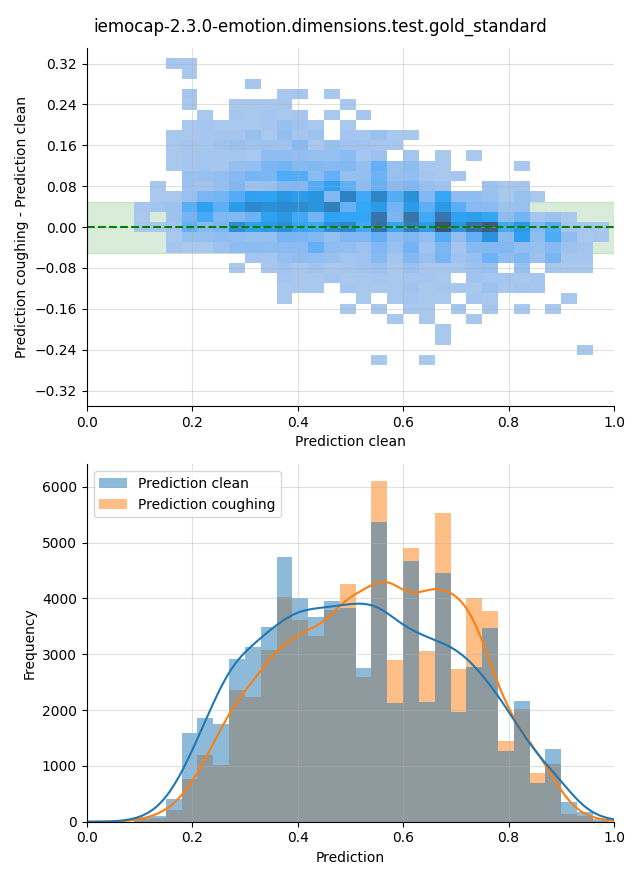 iemocap-2.3.0-emotion.dimensions.test.gold_standard
Prediction coughing - Prediction clean
0.32
0.24
0.16
0.08
0.00
−0.08
−0.16
−0.24
−0.32
0.0 0.2 0.4 0.6 0.8 1.0
Prediction clean
Prediction clean
Prediction coughing
Frequency
6000
5000
4000
3000
2000
1000
0
0.0 0.2 0.4 0.6 0.8 1.0
Prediction